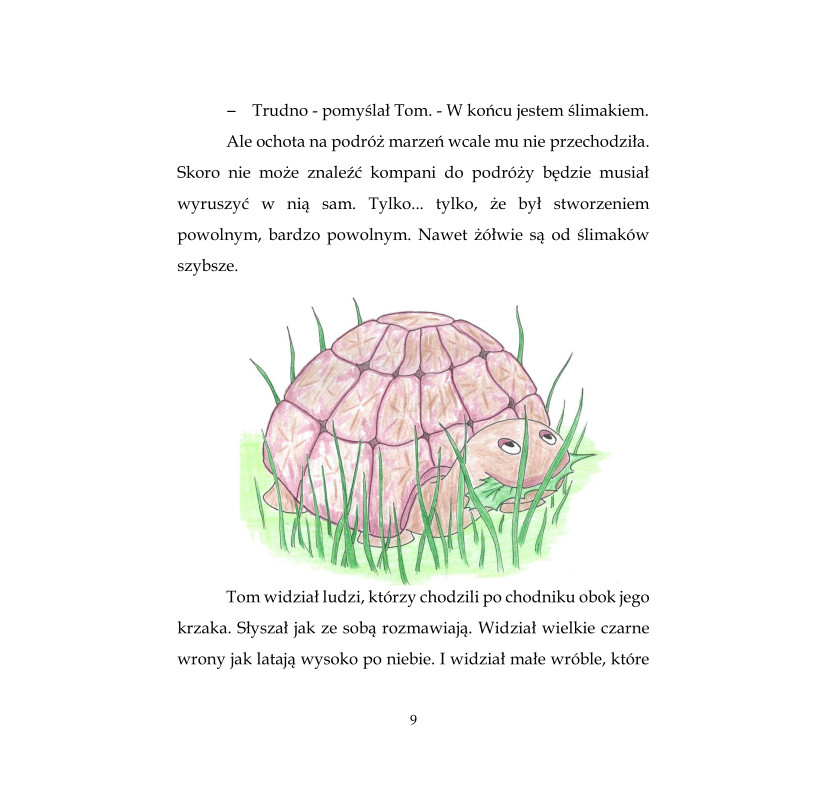 – Trudno - pomyślał Tom. - W końcu jestem ślimakiem.
Ale ochota na podróż marzeń wcale mu nie przechodziła.
Skoro nie może znaleźć kompani do podróży będzie musiał
wyruszyć w nią sam. Tylko... tylko, że był stworzeniem
powolnym, bardzo powolnym. Nawet żółwie są od ślimaków
szybsze.
Tom widział ludzi, którzy chodzili po chodniku obok jego
krzaka. Słyszał jak ze sobą rozmawiają. Widział wielkie czarne
wrony jak latają wysoko po niebie. I widział małe wróble, które
9